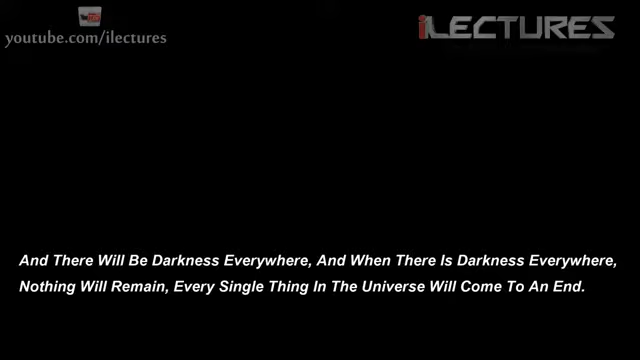 youtube.com/ilectures
iLECTURES
And There Will Be Darkness Everywhere, And When There Is Darkness Everywhere,
Nothing Will Remain, Every Single Thing In The Universe Will Come To An End.